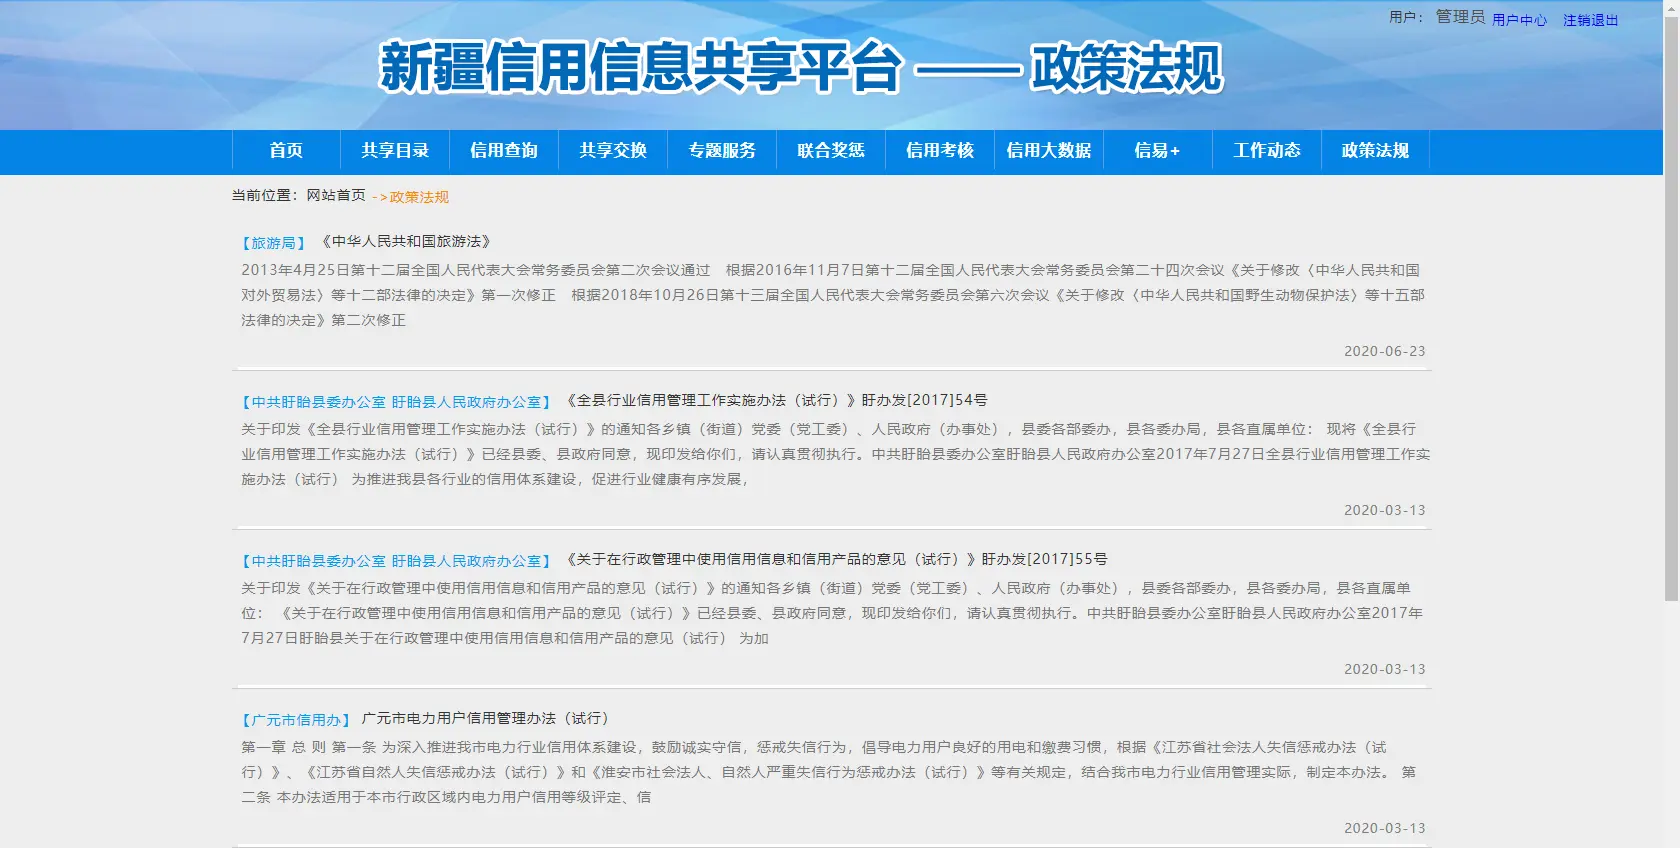 用户： 管理员 用户中心 注销退出
新疆信用信息共享平台 —— 政策法规
首页 共享目录 信用查询 共享交换 专题服务 联合奖惩 信用考核 信用大数据 信易+ 工作动态 政策法规
当前位置：网站首页 ->政策法规
【旅游局】 《中华人民共和国旅游法》
2013年4月25日第十二届全国人民代表大会常务委员会第二次会议通过 根据2016年11月7日第十二届全国人民代表大会常务委员会第二十四次会议《关于修改〈中华人民共和国
对外贸易法〉等十二部法律的决定》第一次修正 根据2018年10月26日第十三届全国人民代表大会常务委员会第六次会议《关于修改〈中华人民共和国野生动物保护法〉等十五部
法律的决定》第二次修正
2020-06-23
【中共盱眙县委办公室 盱眙县人民政府办公室】 《全县行业信用管理工作实施办法（试行）》盱办发[2017]54号
关于印发《全县行业信用管理工作实施办法（试行）》的通知各乡镇（街道）党委（党工委）、人民政府（办事处），县委各部委办，县各委办局，县各直属单位： 现将《全县行
业信用管理工作实施办法（试行）》已经县委、县政府同意，现印发给你们，请认真贯彻执行。中共盱眙县委办公室盱眙县人民政府办公室2017年7月27日全县行业信用管理工作实
施办法（试行） 为推进我县各行业的信用体系建设，促进行业健康有序发展，
2020-03-13
【中共盱眙县委办公室 盱眙县人民政府办公室】 《关于在行政管理中使用信用信息和信用产品的意见（试行）》盱办发[2017]55号
关于印发《关于在行政管理中使用信用信息和信用产品的意见（试行）》的通知各乡镇（街道）党委（党工委）、人民政府（办事处），县委各部委办，县各委办局，县各直属单
位： 《关于在行政管理中使用信用信息和信用产品的意见（试行）》已经县委、县政府同意，现印发给你们，请认真贯彻执行。中共盱眙县委办公室盱眙县人民政府办公室2017年
7月27日盱眙县关于在行政管理中使用信用信息和信用产品的意见（试行） 为加
2020-03-13
【广元市信用办】 广元市电力用户信用管理办法（试行）
第一章 总 则 第一条 为深入推进我市电力行业信用体系建设，鼓励诚实守信，惩戒失信行为，倡导电力用户良好的用电和缴费习惯，根据《江苏省社会法人失信惩戒办法（试
行）》、《江苏省自然人失信惩戒办法（试行）》和《淮安市社会法人、自然人严重失信行为惩戒办法（试行）》等有关规定，结合我市电力行业信用管理实际，制定本办法。 第
二条 本办法适用于本市行政区域内电力用户信用等级评定、信
2020-03-13